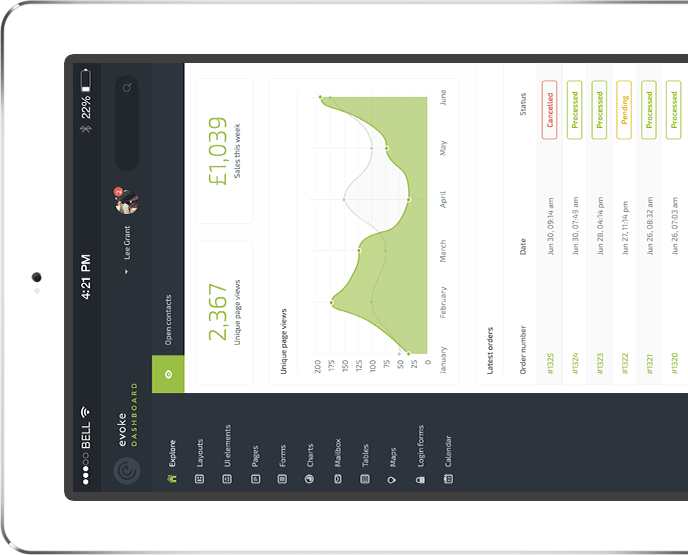 BELL
4:21 PM
22%
evoke
DASHBOARD
Lee Grant
2
Explore
Layouts
UI elements
Pages
Forms
Charts
Mailbox
Tables
Maps
Login forms
Calendar
Open contacts
2,367
Unique page views
£1,039
Sales this week
Unique page views
200
175
150
125
100
75
50
25
0
January
February
March
April
May
June
Latest orders
Order number
Date
Status
#1325 Jun 30, 09:14 am Cancelled
#1324 Jun 30, 07:49 am Processed
#1323 Jun 28, 04:14 pm Processed
#1322 Jun 27, 11:14 pm Pending
#1321 Jun 26, 08:32 am Processed
#1320 Jun 26, 07:03 am Processed